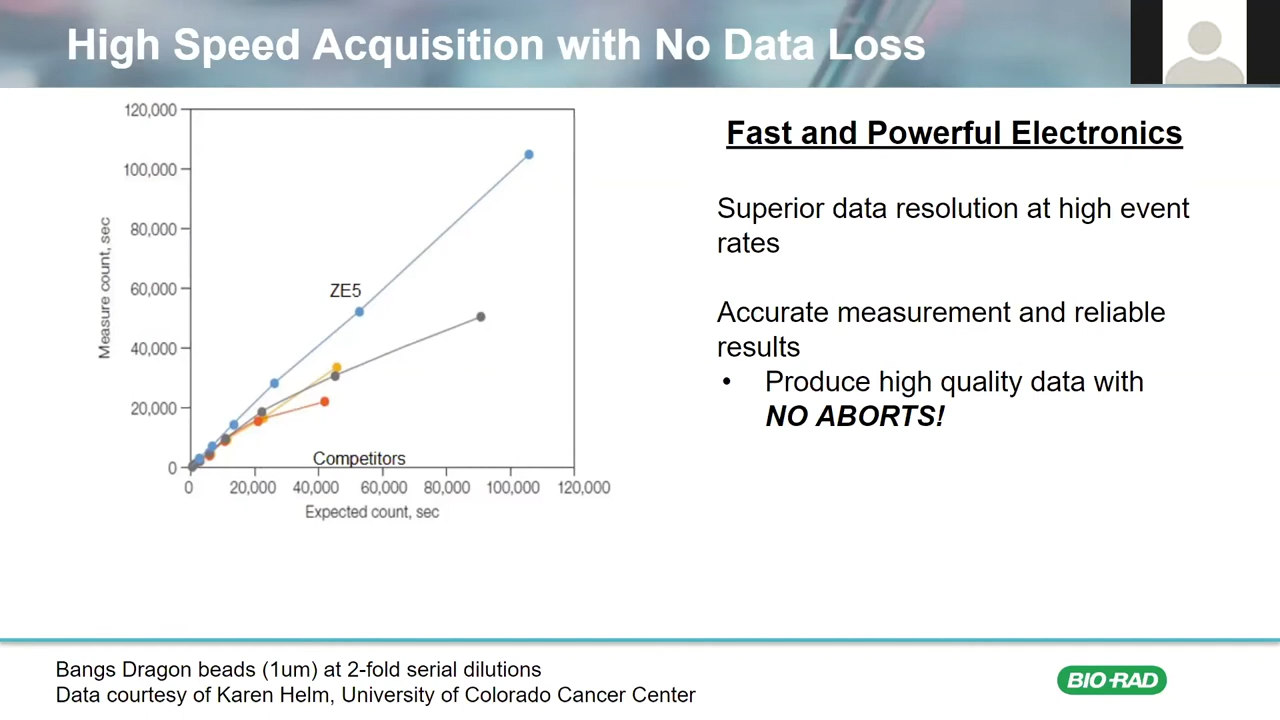 High Speed Acquisition with No Data Loss
120,000
100,000
80,000
60,000
40,000
20,000
0
Measure count, sec
ZE5
Competitors
0 20,000 40,000 60,000 80,000 100,000 120,000
Expected count, sec
Fast and Powerful Electronics
Superior data resolution at high event
rates
Accurate measurement and reliable
results
• Produce high quality data with
NO ABORTS!
Bangs Dragon beads (1um) at 2-fold serial dilutions
Data courtesy of Karen Helm, University of Colorado Cancer Center
BIO-RAD